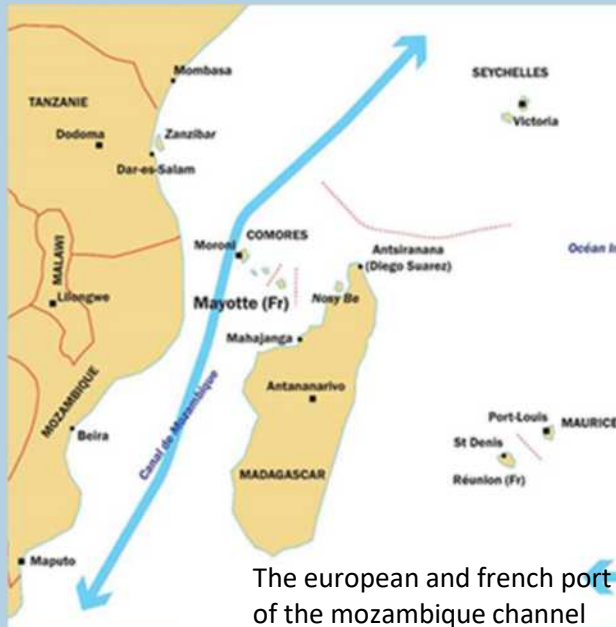 Mombasa
SEYCHELLES
TANZANIE
Victoria
Dodoma
Zanzibar
Dar-es-Salam
Moroni
COMORES
Antsiranana
(Diego Suarez)
Océan In
MALAWI
Lilongwe
Mayotte (Fr)
Nosy Be
Mahajanga
MOZAMBIQUE
Canal de Mozambique
Antananarivo
Beira
Port-Louis
MAURICE
St Denis
MADAGASCAR
Réunion (Fr)
Maputo
The european and french port
of the mozambique channel